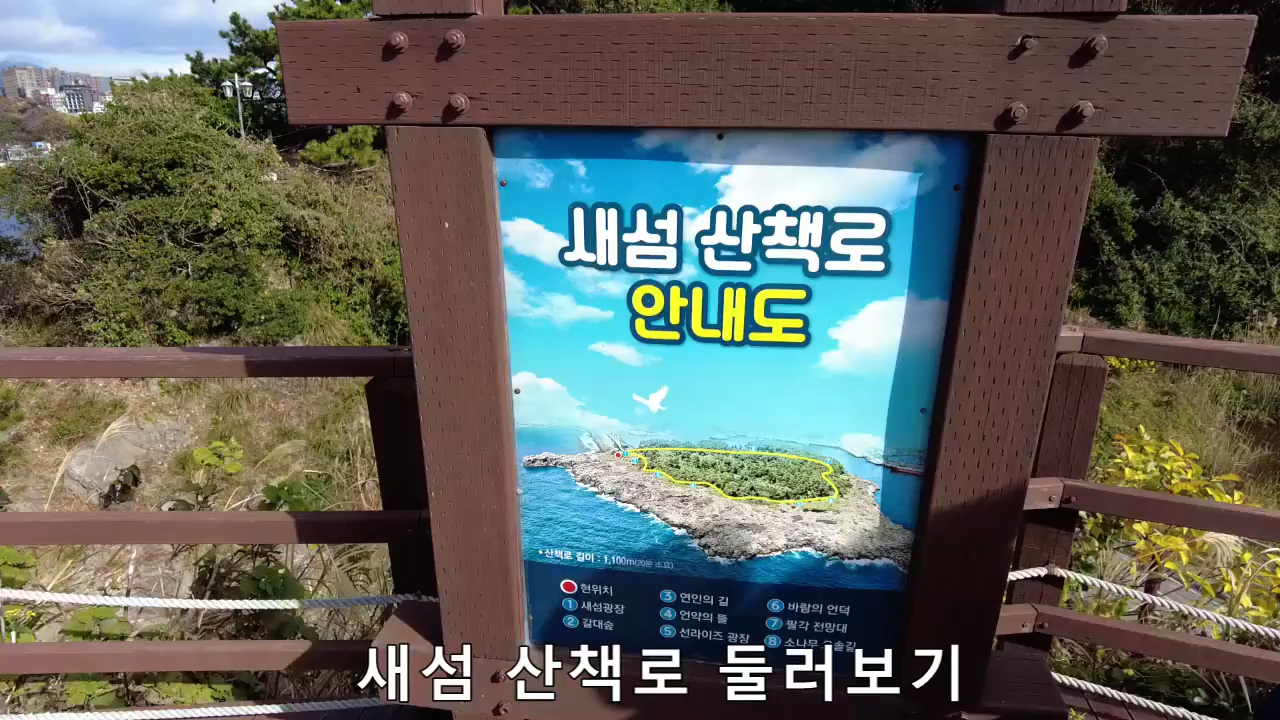 새섬 산책로
안내도
• 산책로 길이 : 1,100m(20분 소요)
현위치
1 새섬광장
2 갈대숲
3 연인의 길
4 언약의 뜰
5 선라이즈 광장
6 바람의 언덕
7 팔각 전망대
8 소나무 오솔길
새섬 산책로 둘러보기